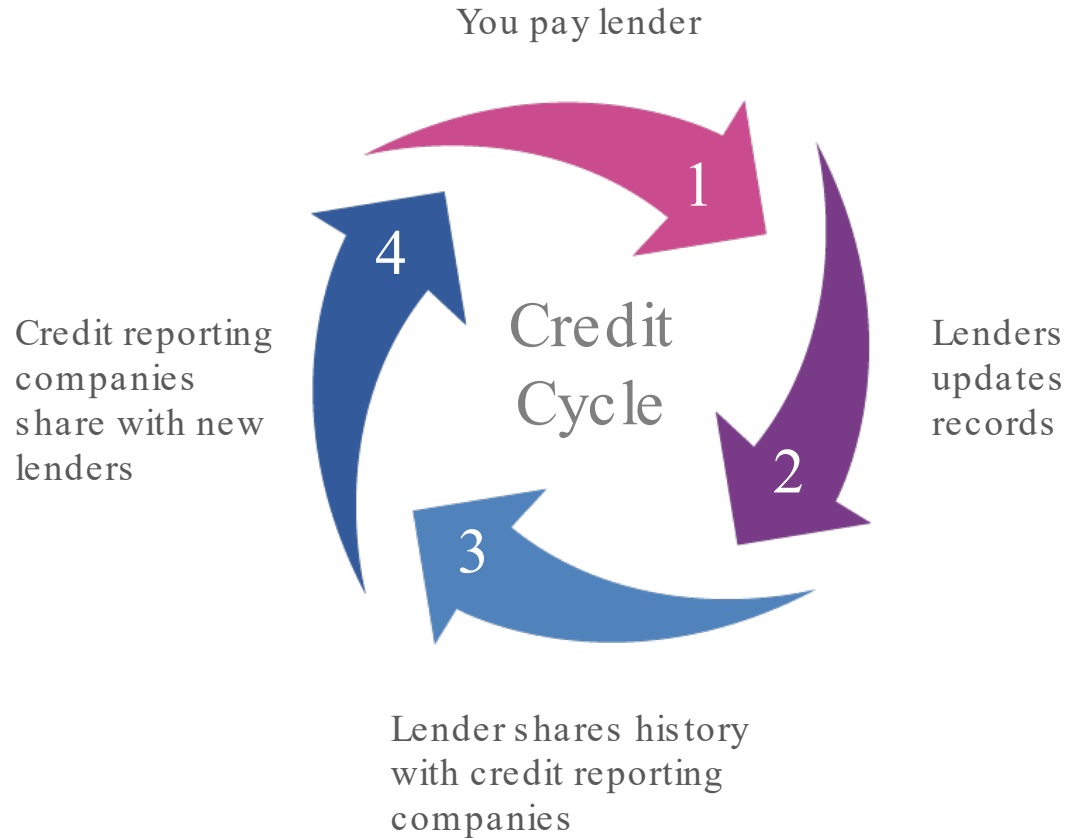 You pay lender
1
Lenders
updates
records
2
Lender shares history
with credit reporting
companies
3
Credit reporting
companies
share with new
lenders
4
Credit
Cycle